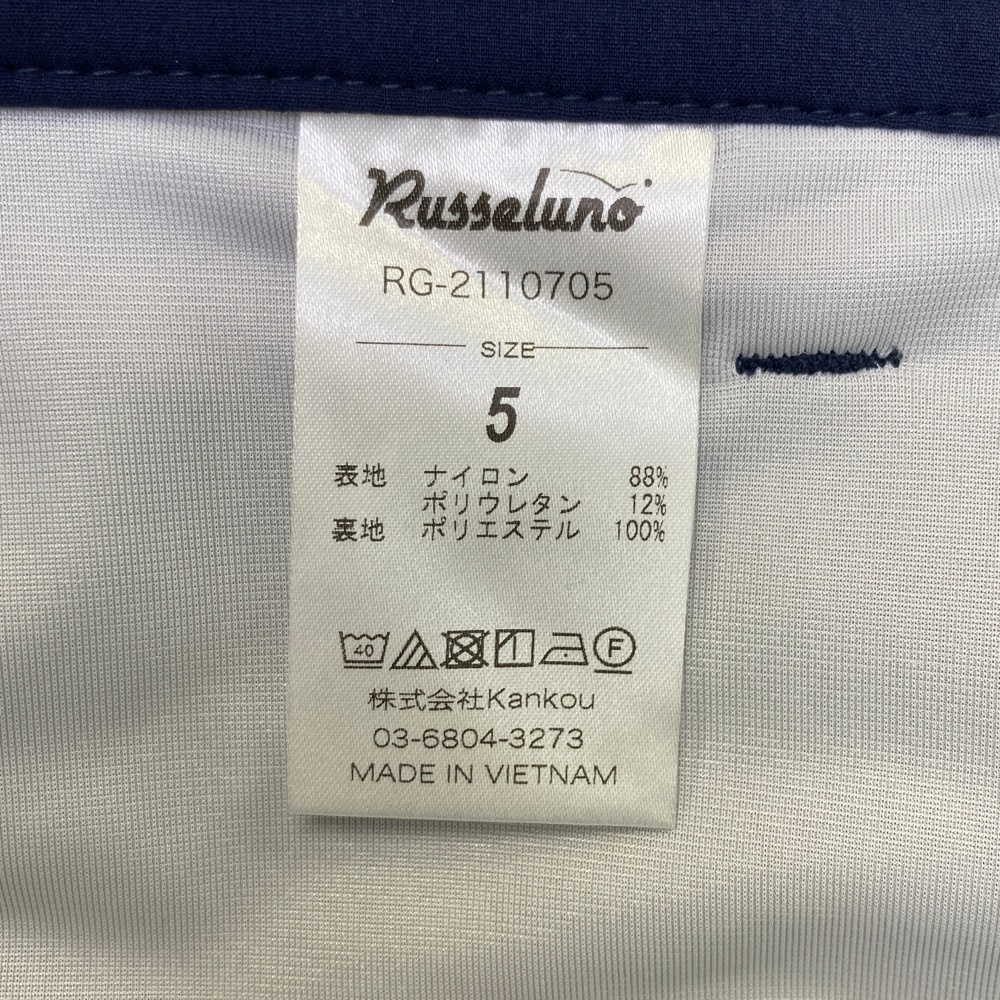 Russeluno
RG-2110705
SIZE
5
表地 ナイロン 88%
ポリウレタン 12%
裏地 ポリエステル 100%
40 F
株式会社Kankou
03-6804-3273
MADE IN VIETNAM